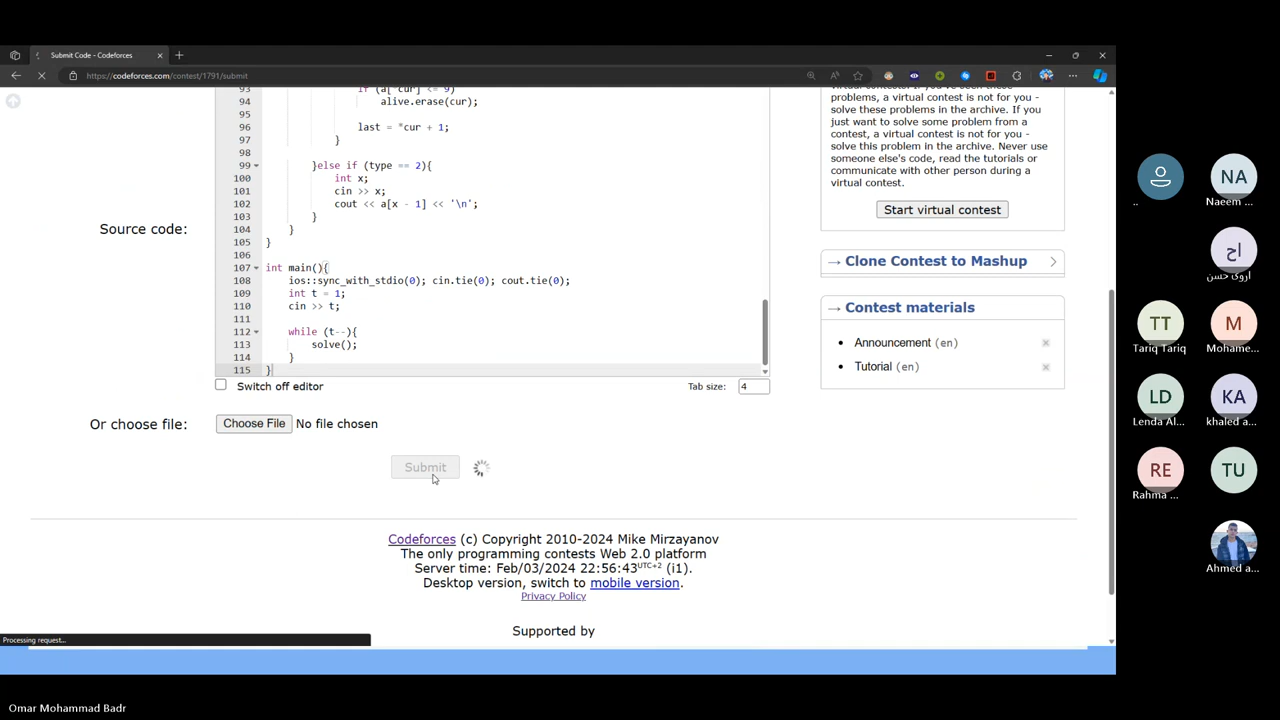 Submit Code - Codeforces
https://codeforces.com/contest/1791/submit
93 if (a[*cur] <= 9)
94 alive.erase(cur);
95
96 last = *cur + 1;
97 }
98
99 }else if (type == 2){
100 int x;
101 cin >> x;
102 cout << a[x - 1] << '\n';
103 }
104 }
105 }
106
107 int main(){
108 ios::sync_with_stdio(0); cin.tie(0); cout.tie(0);
109 int t = 1;
110 cin >> t;
111
112 while (t--){
113 solve();
114 }
115 }
Source code:
Switch off editor
Tab size:
4
Or choose file:
Choose File No file chosen
Submit
problems, a virtual contest is not for you -
solve these problems in the archive. If you
just want to solve some problem from a
contest, a virtual contest is not for you -
solve this problem in the archive. Never use
someone else's code, read the tutorials or
communicate with other person during a
virtual contest.
Start virtual contest
→ Clone Contest to Mashup
→ Contest materials
Announcement (en)
Tutorial (en)
Codeforces (c) Copyright 2010-2024 Mike Mirzayanov
The only programming contests Web 2.0 platform
Server time: Feb/03/2024 22:56:43UTC+2 (i1).
Desktop version, switch to mobile version.
Privacy Policy
Supported by
Processing request...
..
NA
Naeem ...
اح
اروى حسن
TT
Tariq Tariq
M
Mohame...
LD
Lenda Al...
KA
khaled a...
RE
Rahma ...
TU
Ahmed a...
Omar Mohammad Badr